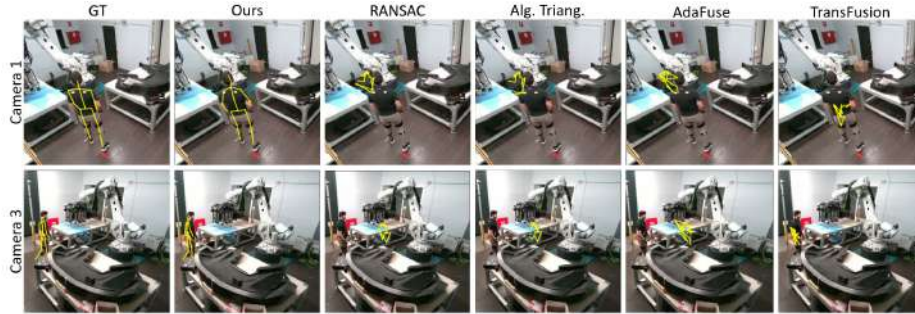 GT Ours RANSAC Alg. Triang. AdaFuse TransFusion
Camera 1
Camera 3